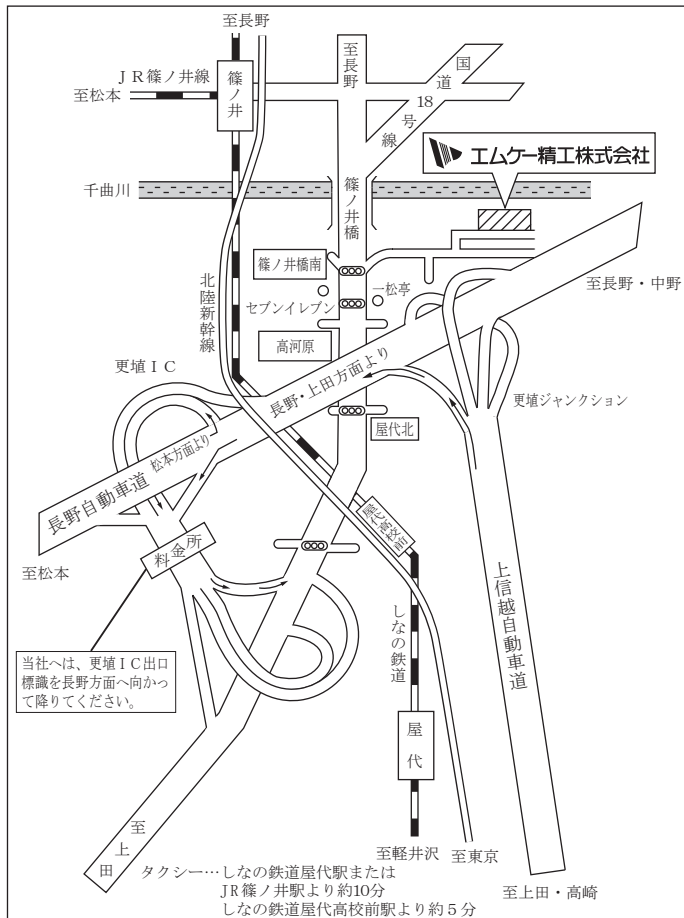 至長野
JR篠ノ井線
至松本
篠ノ井
至長野
国道18号線
エムケー精工株式会社
千曲川
篠ノ井橋
北陸新幹線
篠ノ井橋南
一松亭
セブンイレブン
高河原
至長野・中野
更埴IC
長野・上田方面より
更埴ジャンクション
屋代北
長野自動車道
松本方面より
屋代高校前
料金所
至松本
上信越自動車道
しなの鉄道
当社へは、更埴IC出口
標識を長野方面へ向かっ
て降りてください。
屋代
至上田
至軽井沢
至東京
至上田・高崎
タクシー…しなの鉄道屋代駅または
JR篠ノ井駅より約10分
しなの鉄道屋代高校前駅より約5分